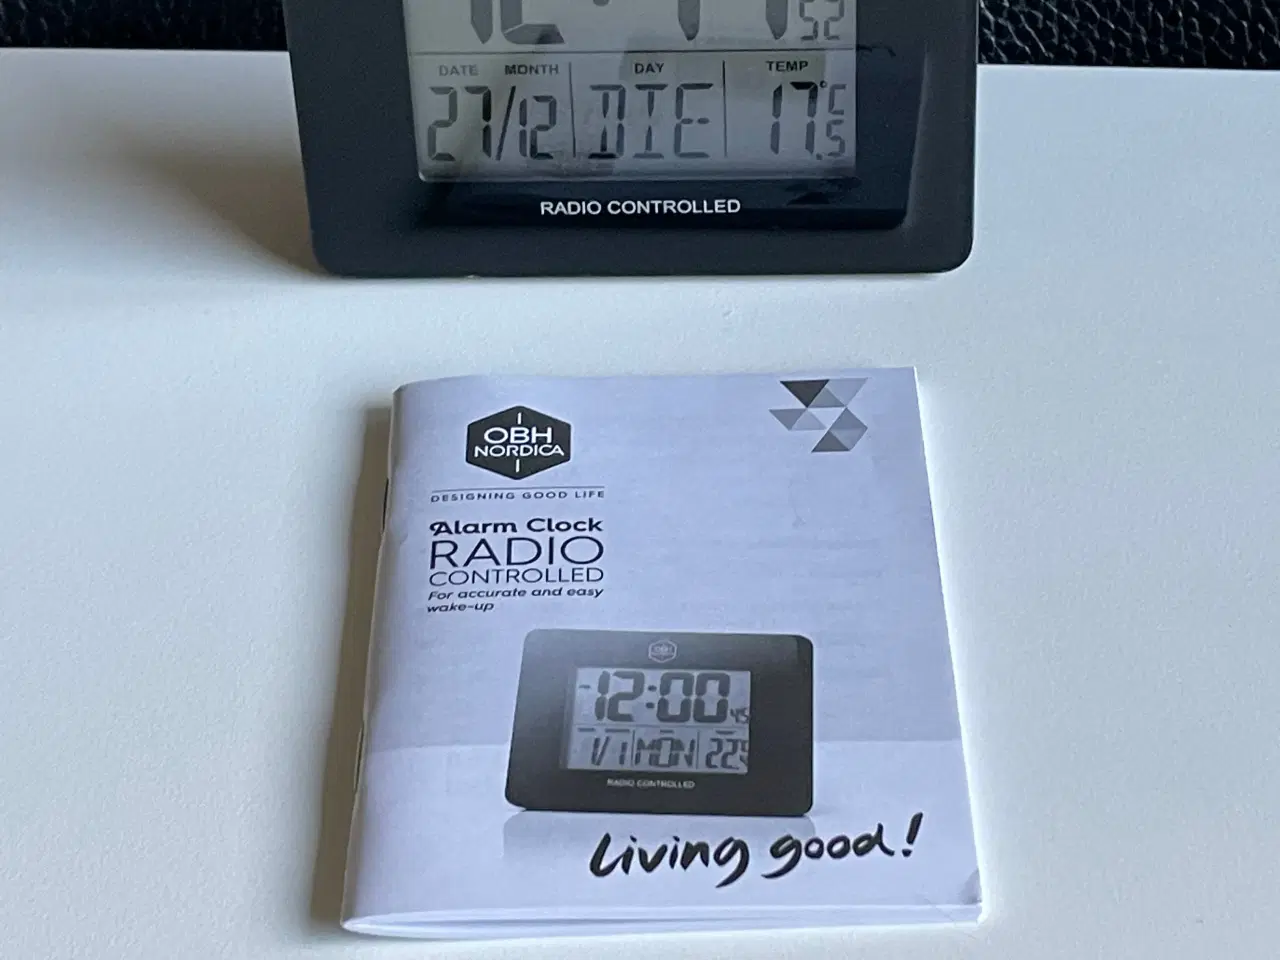 52
DATE MONTH DAY TEMP
27/12 DIE 17.5°C
RADIO CONTROLLED
OBH
NORDICA
DESIGNING GOOD LIFE
Alarm Clock
RADIO
CONTROLLED
For accurate and easy
wake-up
OBH
12:00 45
1/1 MON 22.5
RADIO CONTROLLED
Living good!